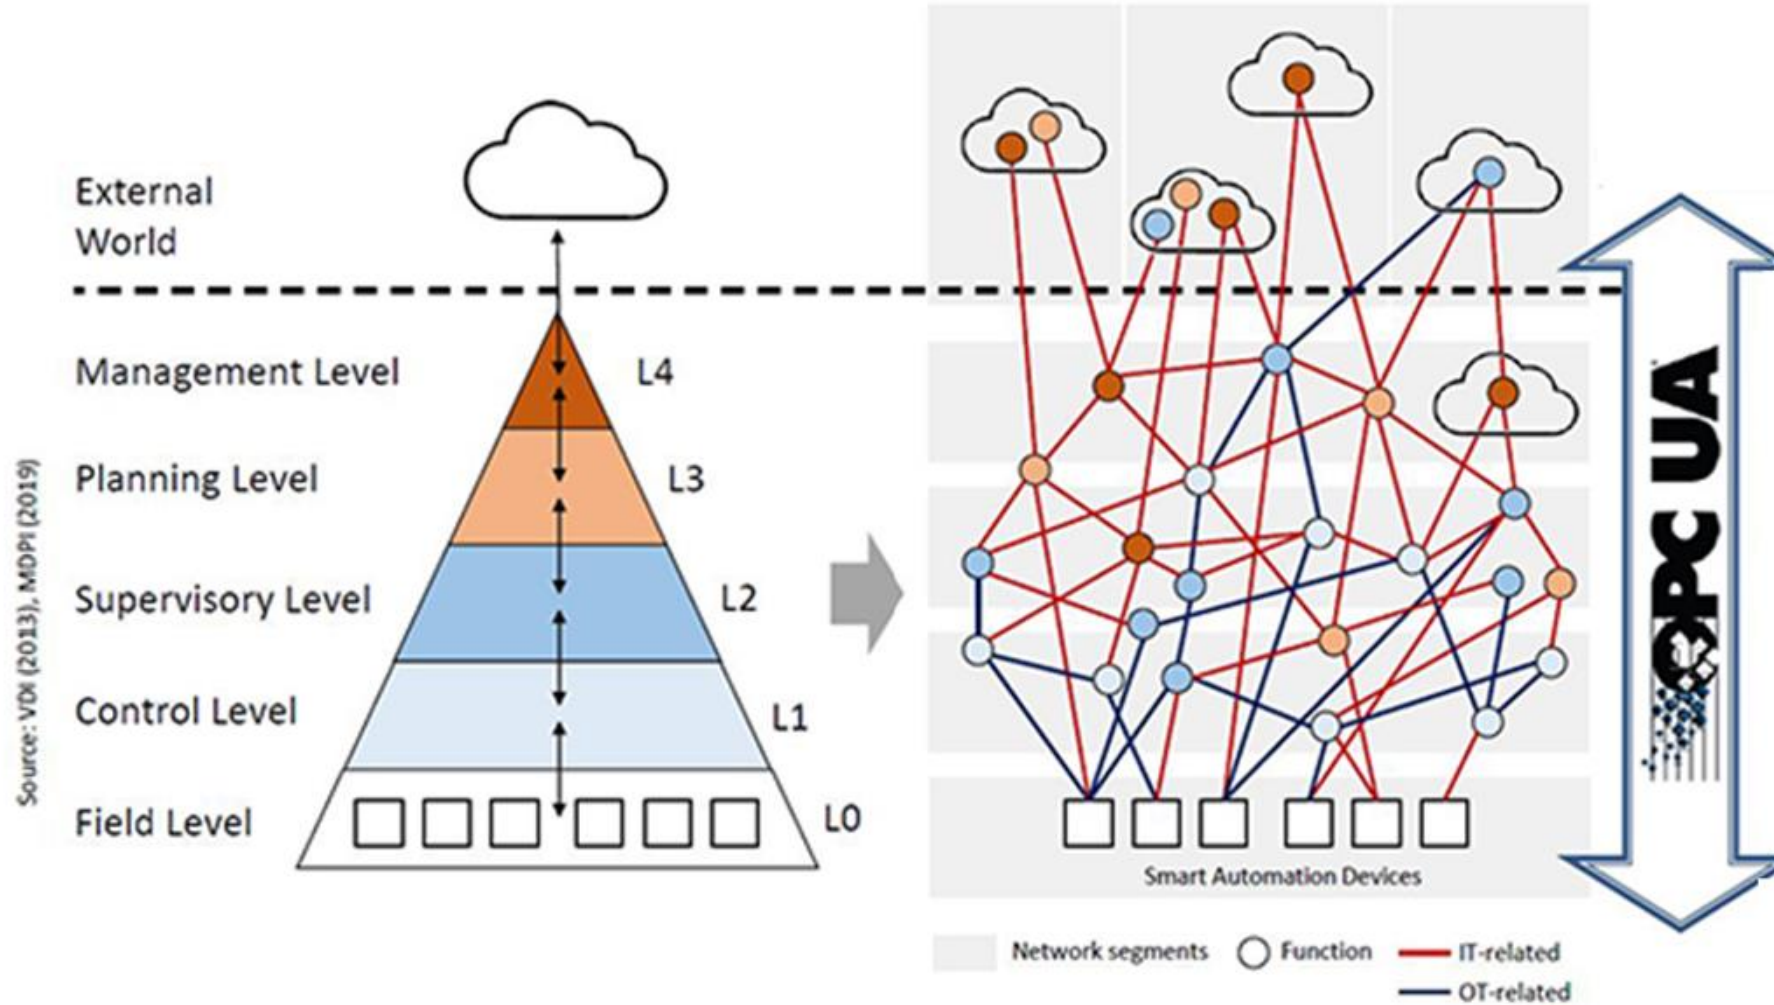 External
World
Management Level
L4
Planning Level
L3
Supervisory Level
L2
Control Level
L1
Field Level
L0
Source: VDI (2013), MDPI (2019)
Smart Automation Devices
Network segments
Function
IT-related
OT-related
OPC UA